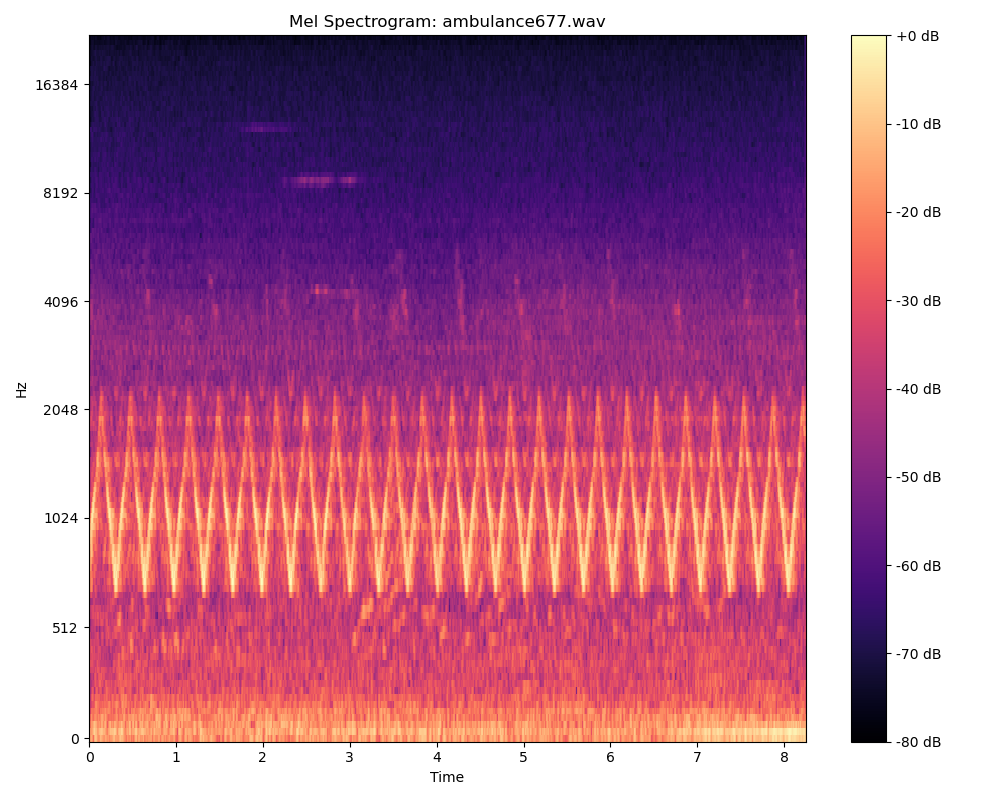 Mel Spectrogram: ambulance677.wav
16384
8192
4096
2048
1024
512
0
Hz
0 1 2 3 4 5 6 7 8
Time
+0 dB
-10 dB
-20 dB
-30 dB
-40 dB
-50 dB
-60 dB
-70 dB
-80 dB